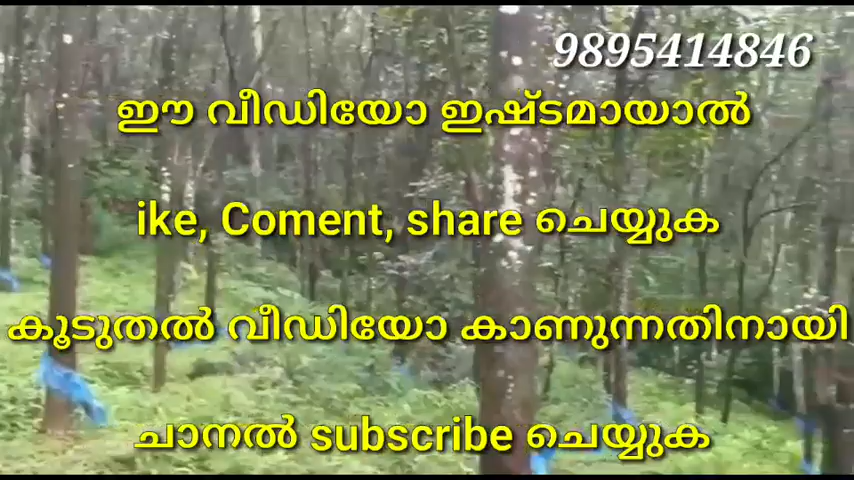 9895414846
ഈ വീഡിയോ ഇഷ്ടമായാൽ
ike, Coment, share ചെയ്യുക
കൂടുതൽ വീഡിയോ കാണുന്നതിനായി
ചാനൽ subscribe ചെയ്യുക